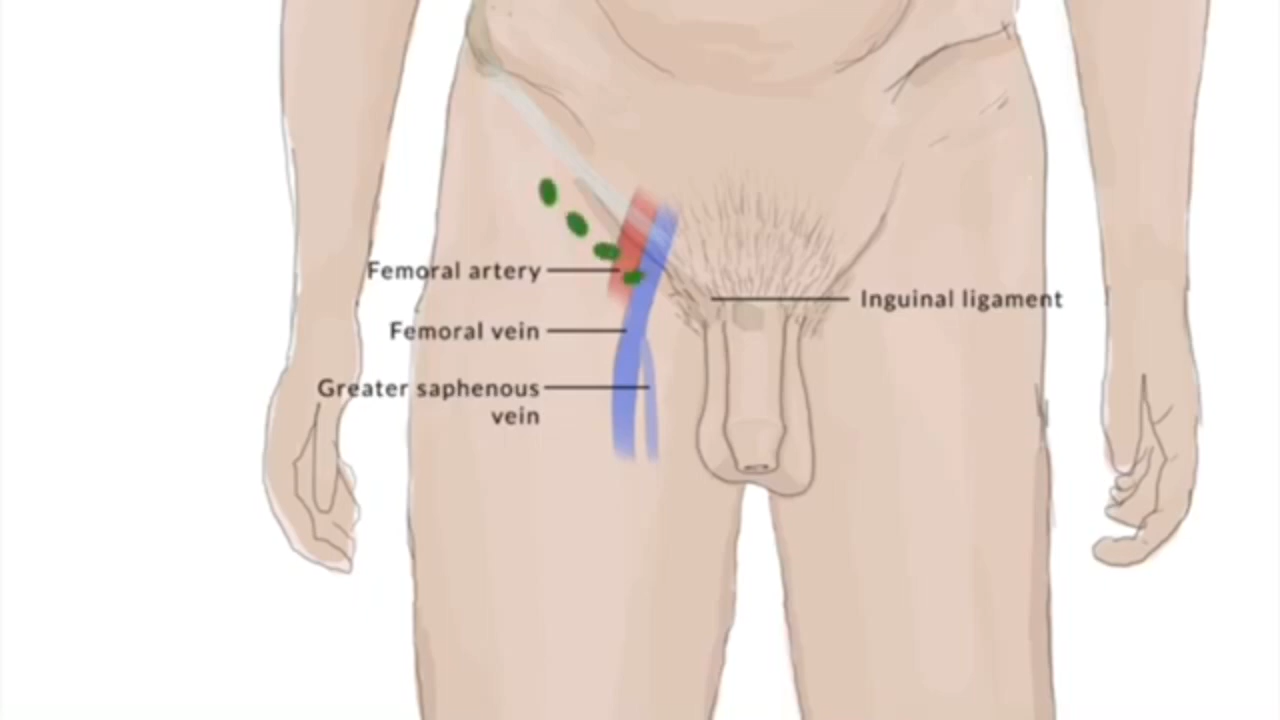 Femoral artery
Inguinal ligament
Femoral vein
Greater saphenous
vein